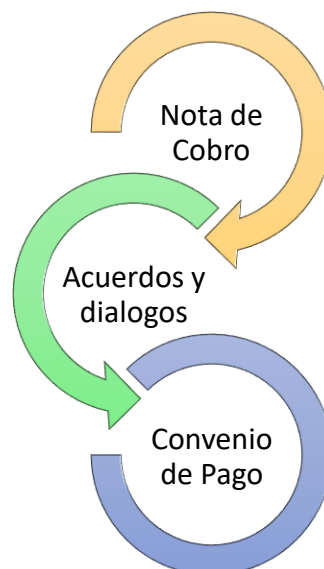 Nota de
Cobro
Acuerdos y
dialogos
Convenio
de Pago